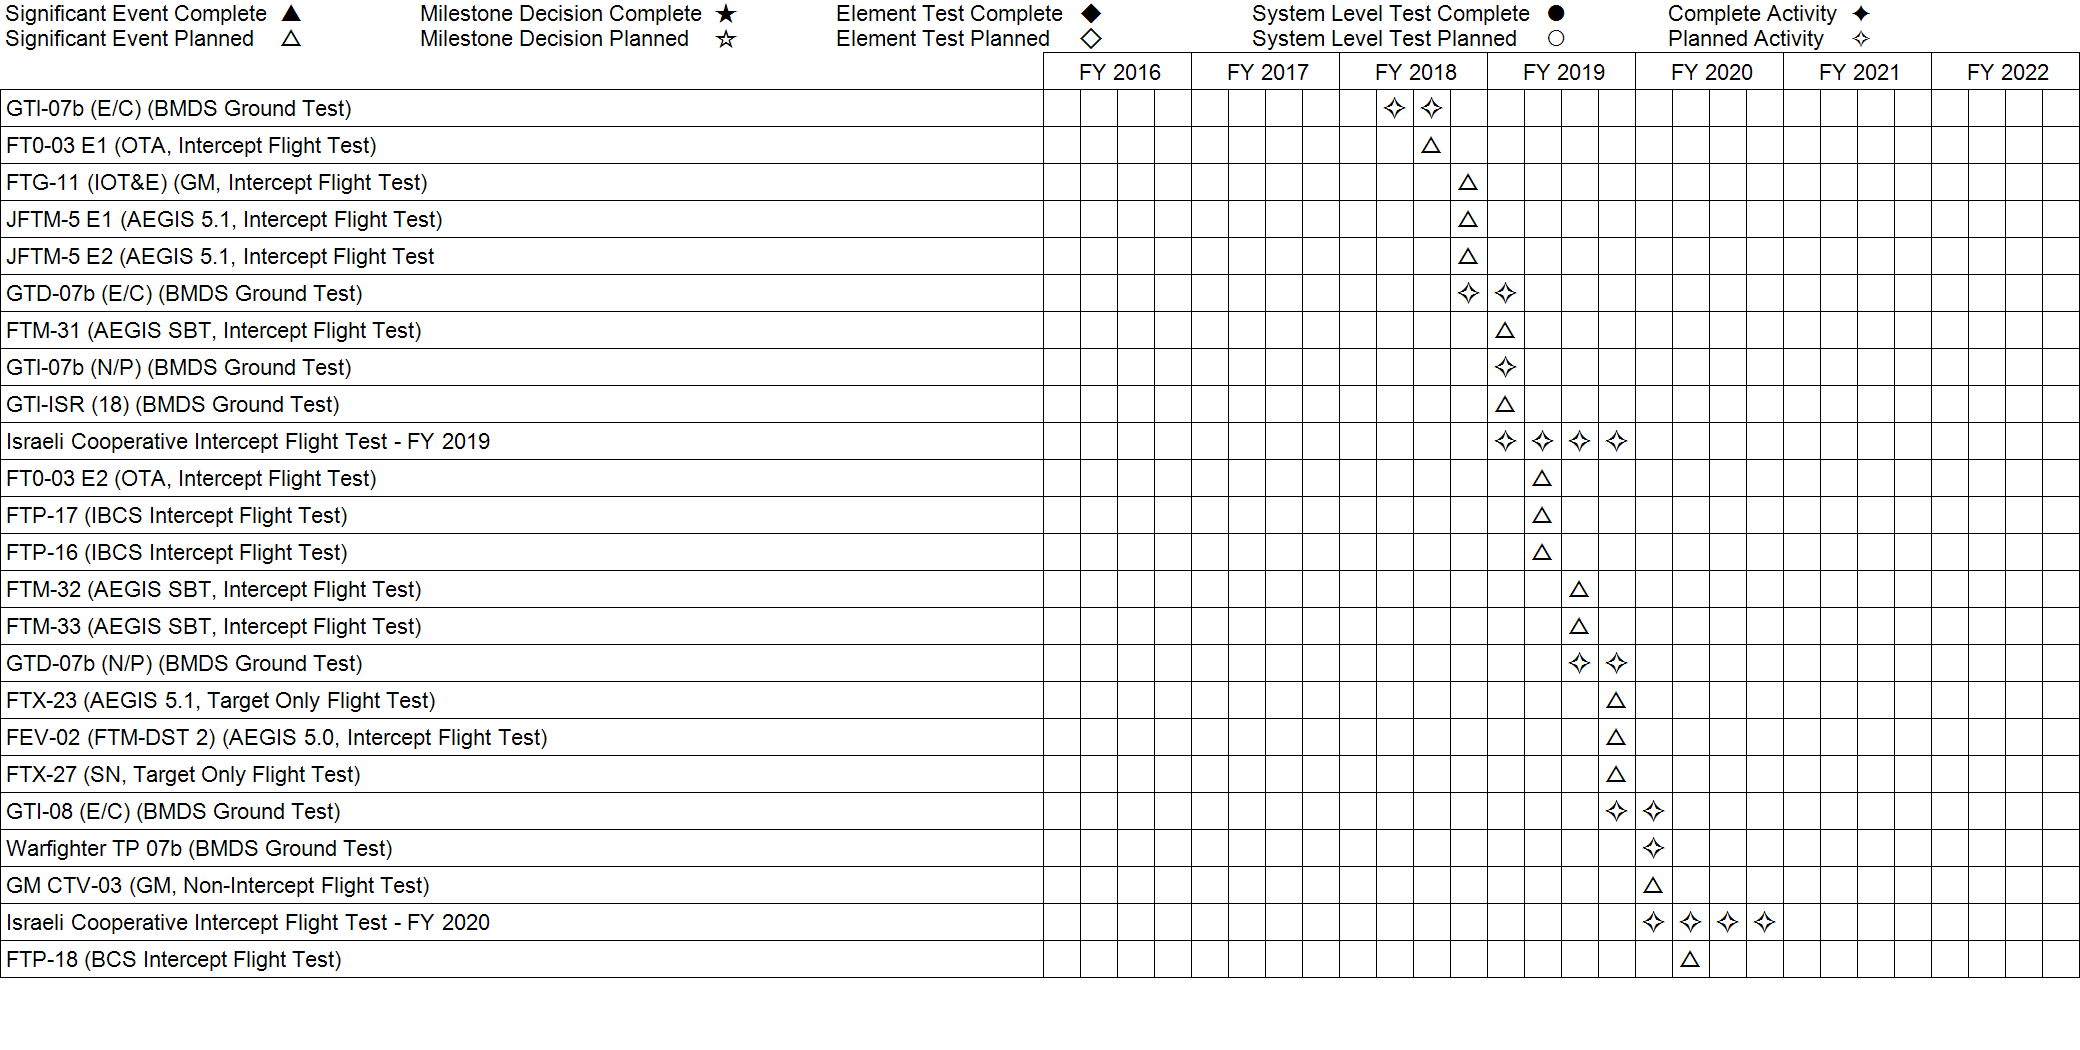 Significant Event Complete ▲ Milestone Decision Complete ★ Element Test Complete ◆ System Level Test Complete ● Complete Activity ✦
Significant Event Planned △ Milestone Decision Planned ☆ Element Test Planned ◇ System Level Test Planned ○ Planned Activity ✧
FY 2016 FY 2017 FY 2018 FY 2019 FY 2020 FY 2021 FY 2022
GTI-07b (E/C) (BMDS Ground Test) ✧ ✧
FT0-03 E1 (OTA, Intercept Flight Test) △
FTG-11 (IOT&E) (GM, Intercept Flight Test) △
JFTM-5 E1 (AEGIS 5.1, Intercept Flight Test) △
JFTM-5 E2 (AEGIS 5.1, Intercept Flight Test △
GTD-07b (E/C) (BMDS Ground Test) ✧ ✧
FTM-31 (AEGIS SBT, Intercept Flight Test) △
GTI-07b (N/P) (BMDS Ground Test) ✧
GTI-ISR (18) (BMDS Ground Test) △
Israeli Cooperative Intercept Flight Test - FY 2019 ✧ ✧ ✧ ✧
FT0-03 E2 (OTA, Intercept Flight Test) △
FTP-17 (IBCS Intercept Flight Test) △
FTP-16 (IBCS Intercept Flight Test) △
FTM-32 (AEGIS SBT, Intercept Flight Test) △
FTM-33 (AEGIS SBT, Intercept Flight Test) △
GTD-07b (N/P) (BMDS Ground Test) ✧ ✧
FTX-23 (AEGIS 5.1, Target Only Flight Test) △
FEV-02 (FTM-DST 2) (AEGIS 5.0, Intercept Flight Test) △
FTX-27 (SN, Target Only Flight Test) △
GTI-08 (E/C) (BMDS Ground Test) ✧ ✧
Warfighter TP 07b (BMDS Ground Test) ✧
GM CTV-03 (GM, Non-Intercept Flight Test) △
Israeli Cooperative Intercept Flight Test - FY 2020 ✧ ✧ ✧ ✧
FTP-18 (BCS Intercept Flight Test) △